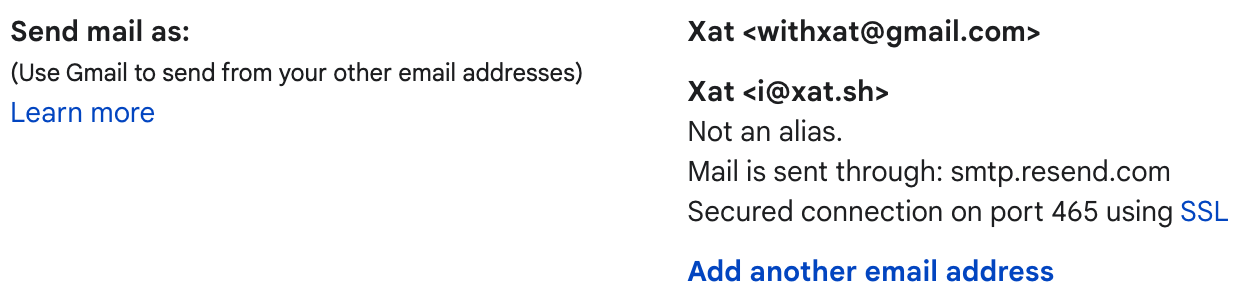 Send mail as:
(Use Gmail to send from your other email addresses)
Learn more
Xat <withxat@gmail.com>
Xat <i@xat.sh>
Not an alias.
Mail is sent through: smtp.resend.com
Secured connection on port 465 using SSL
Add another email address